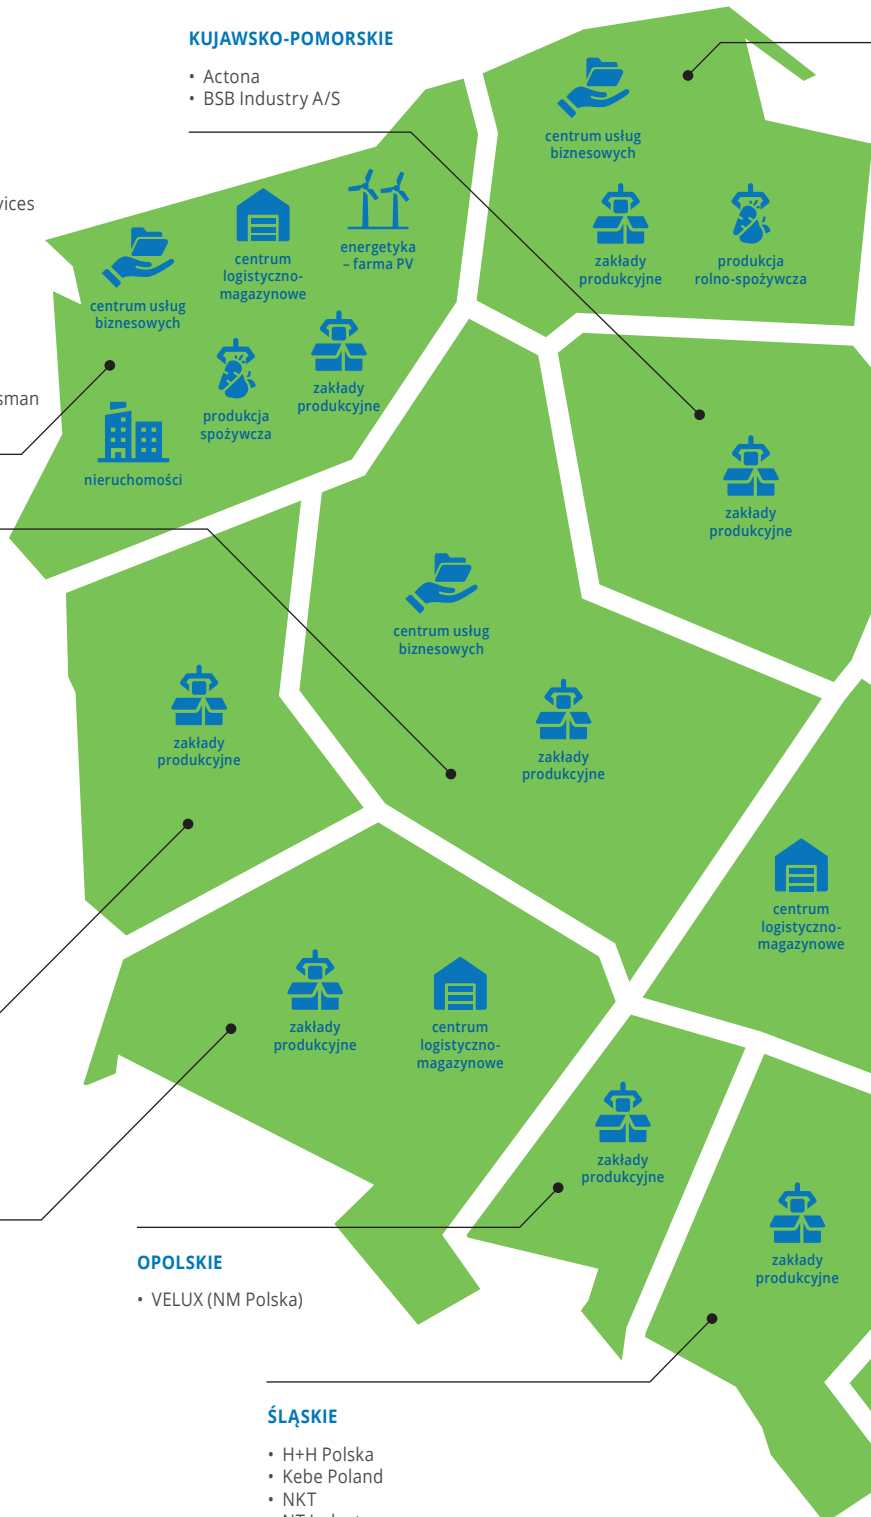 KUJAWSKO-POMORSKIE
• Actona
• BSB Industry A/S
centrum usług
biznesowych
zakłady
produkcyjne
produkcja
rolno-spożywcza
energetyka
– farma PV
centrum
logistyczno-
magazynowe
centrum usług
biznesowych
zakłady
produkcyjne
produkcja
spożywcza
nieruchomości
zakłady
produkcyjne
centrum usług
biznesowych
zakłady
produkcyjne
zakłady
produkcyjne
centrum
logistyczno-
magazynowe
zakłady
produkcyjne
centrum
logistyczno-
magazynowe
zakłady
produkcyjne
zakłady
produkcyjne
OPOLSKIE
• VELUX (NM Polska)
ŚLĄSKIE
• H+H Polska
• Kebe Poland
• NKT